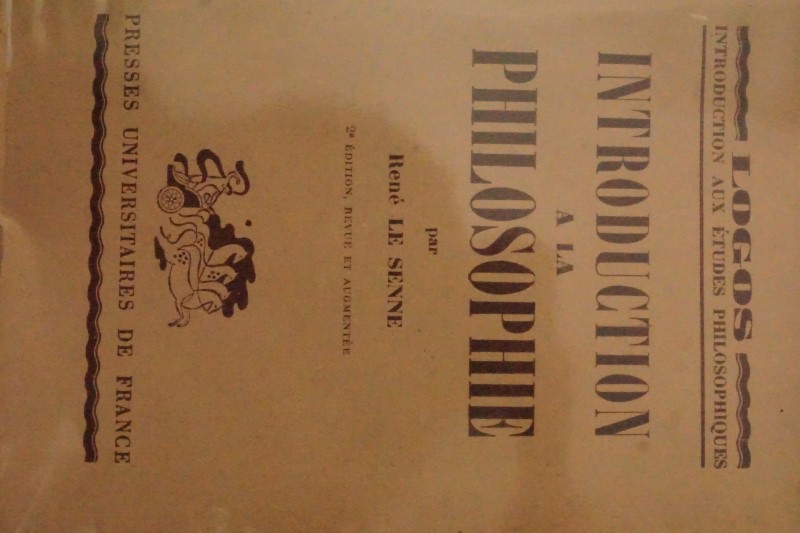 LOGOS
INTRODUCTION AUX ÉTUDES PHILOSOPHIQUES
INTRODUCTION
A LA
PHILOSOPHIE
par
René LE SENNE
2e ÉDITION, REVUE ET AUGMENTÉE
PRESSES UNIVERSITAIRES DE FRANCE